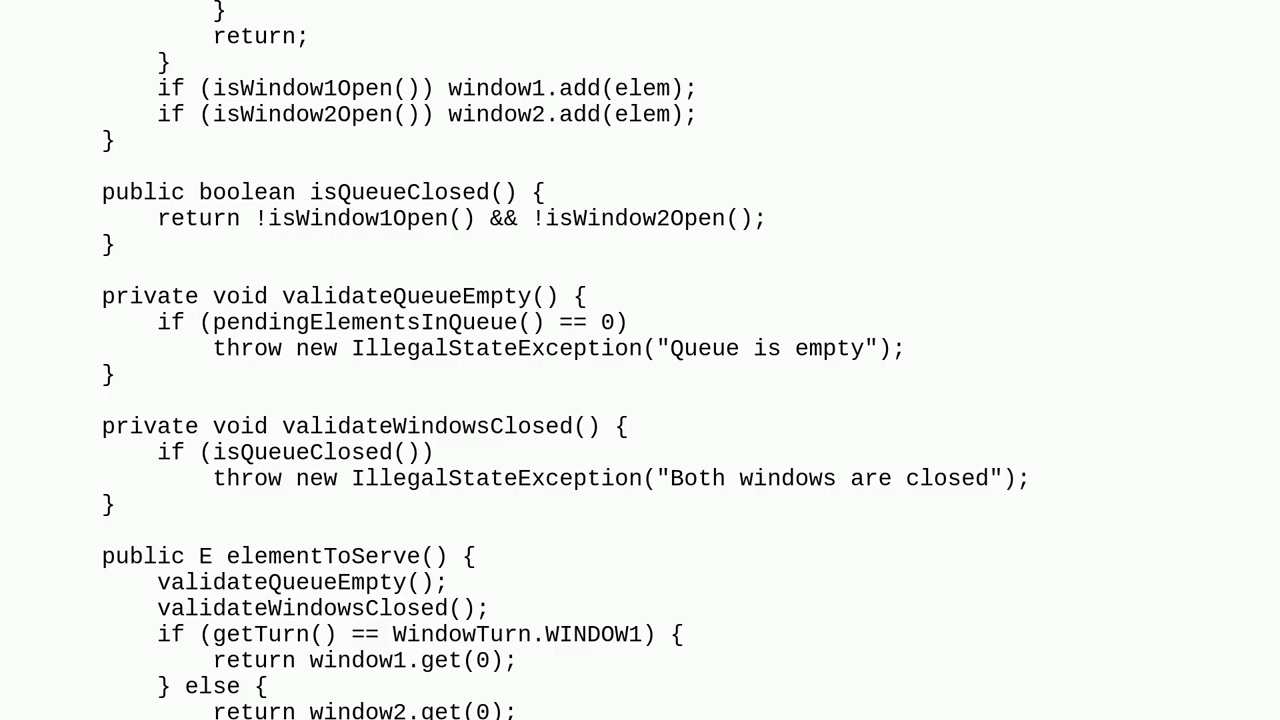 }
return;
}
if (isWindow1Open()) window1.add(elem);
if (isWindow2Open()) window2.add(elem);
}
public boolean isQueueClosed() {
return !isWindow1Open() && !isWindow2Open();
}
private void validateQueueEmpty() {
if (pendingElementsInQueue() == 0)
throw new IllegalStateException("Queue is empty");
}
private void validateWindowsClosed() {
if (isQueueClosed())
throw new IllegalStateException("Both windows are closed");
}
public E elementToServe() {
validateQueueEmpty();
validateWindowsClosed();
if (getTurn() == WindowTurn.WINDOW1) {
return window1.get(0);
} else {
return window2.get(0);